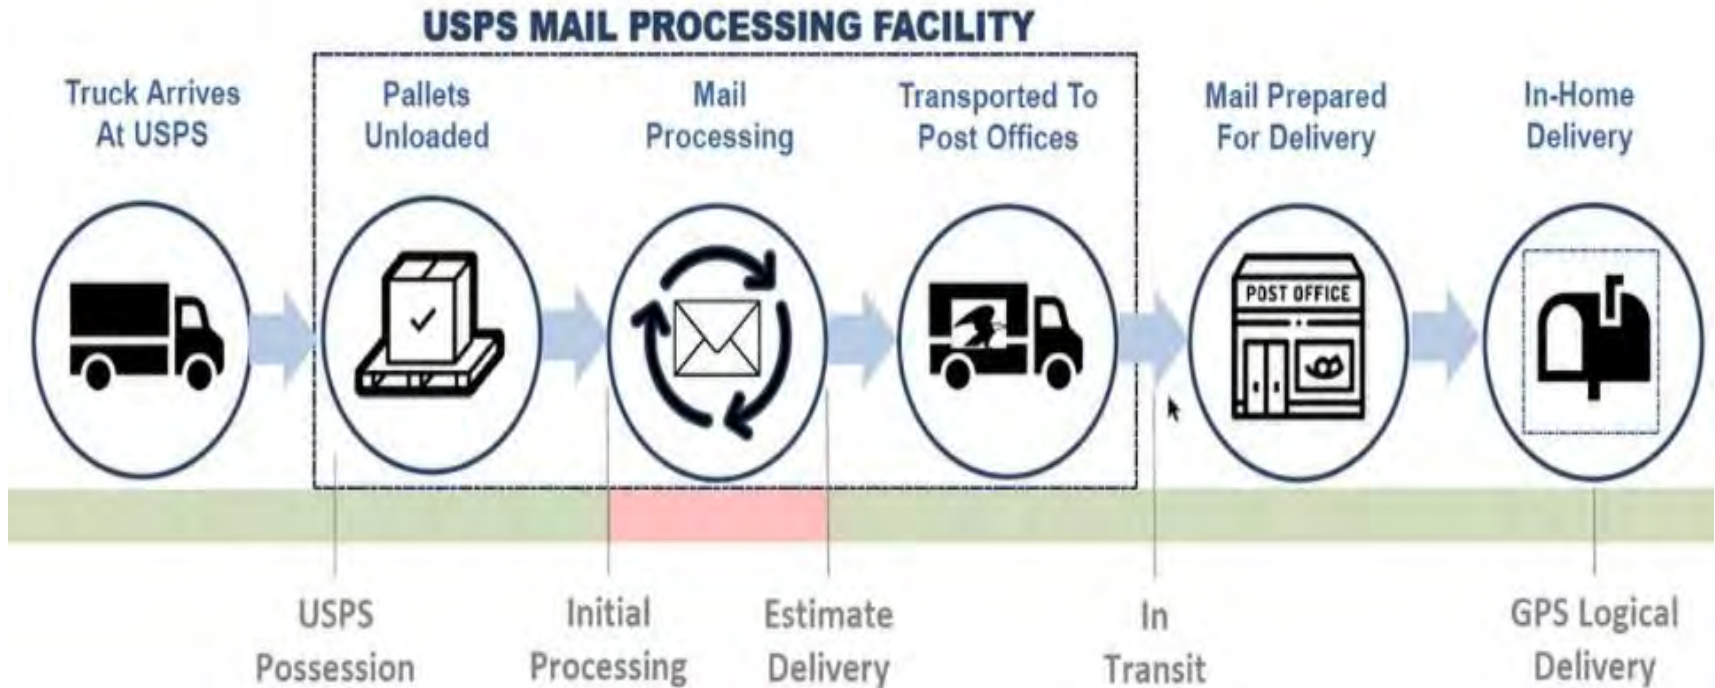 USPS MAIL PROCESSING FACILITY
Truck Arrives
At USPS
Pallets
Unloaded
Mail
Processing
Transported To
Post Offices
Mail Prepared
For Delivery
In-Home
Delivery
POST OFFICE
USPS
Possession
Initial
Processing
Estimate
Delivery
In
Transit
GPS Logical
Delivery